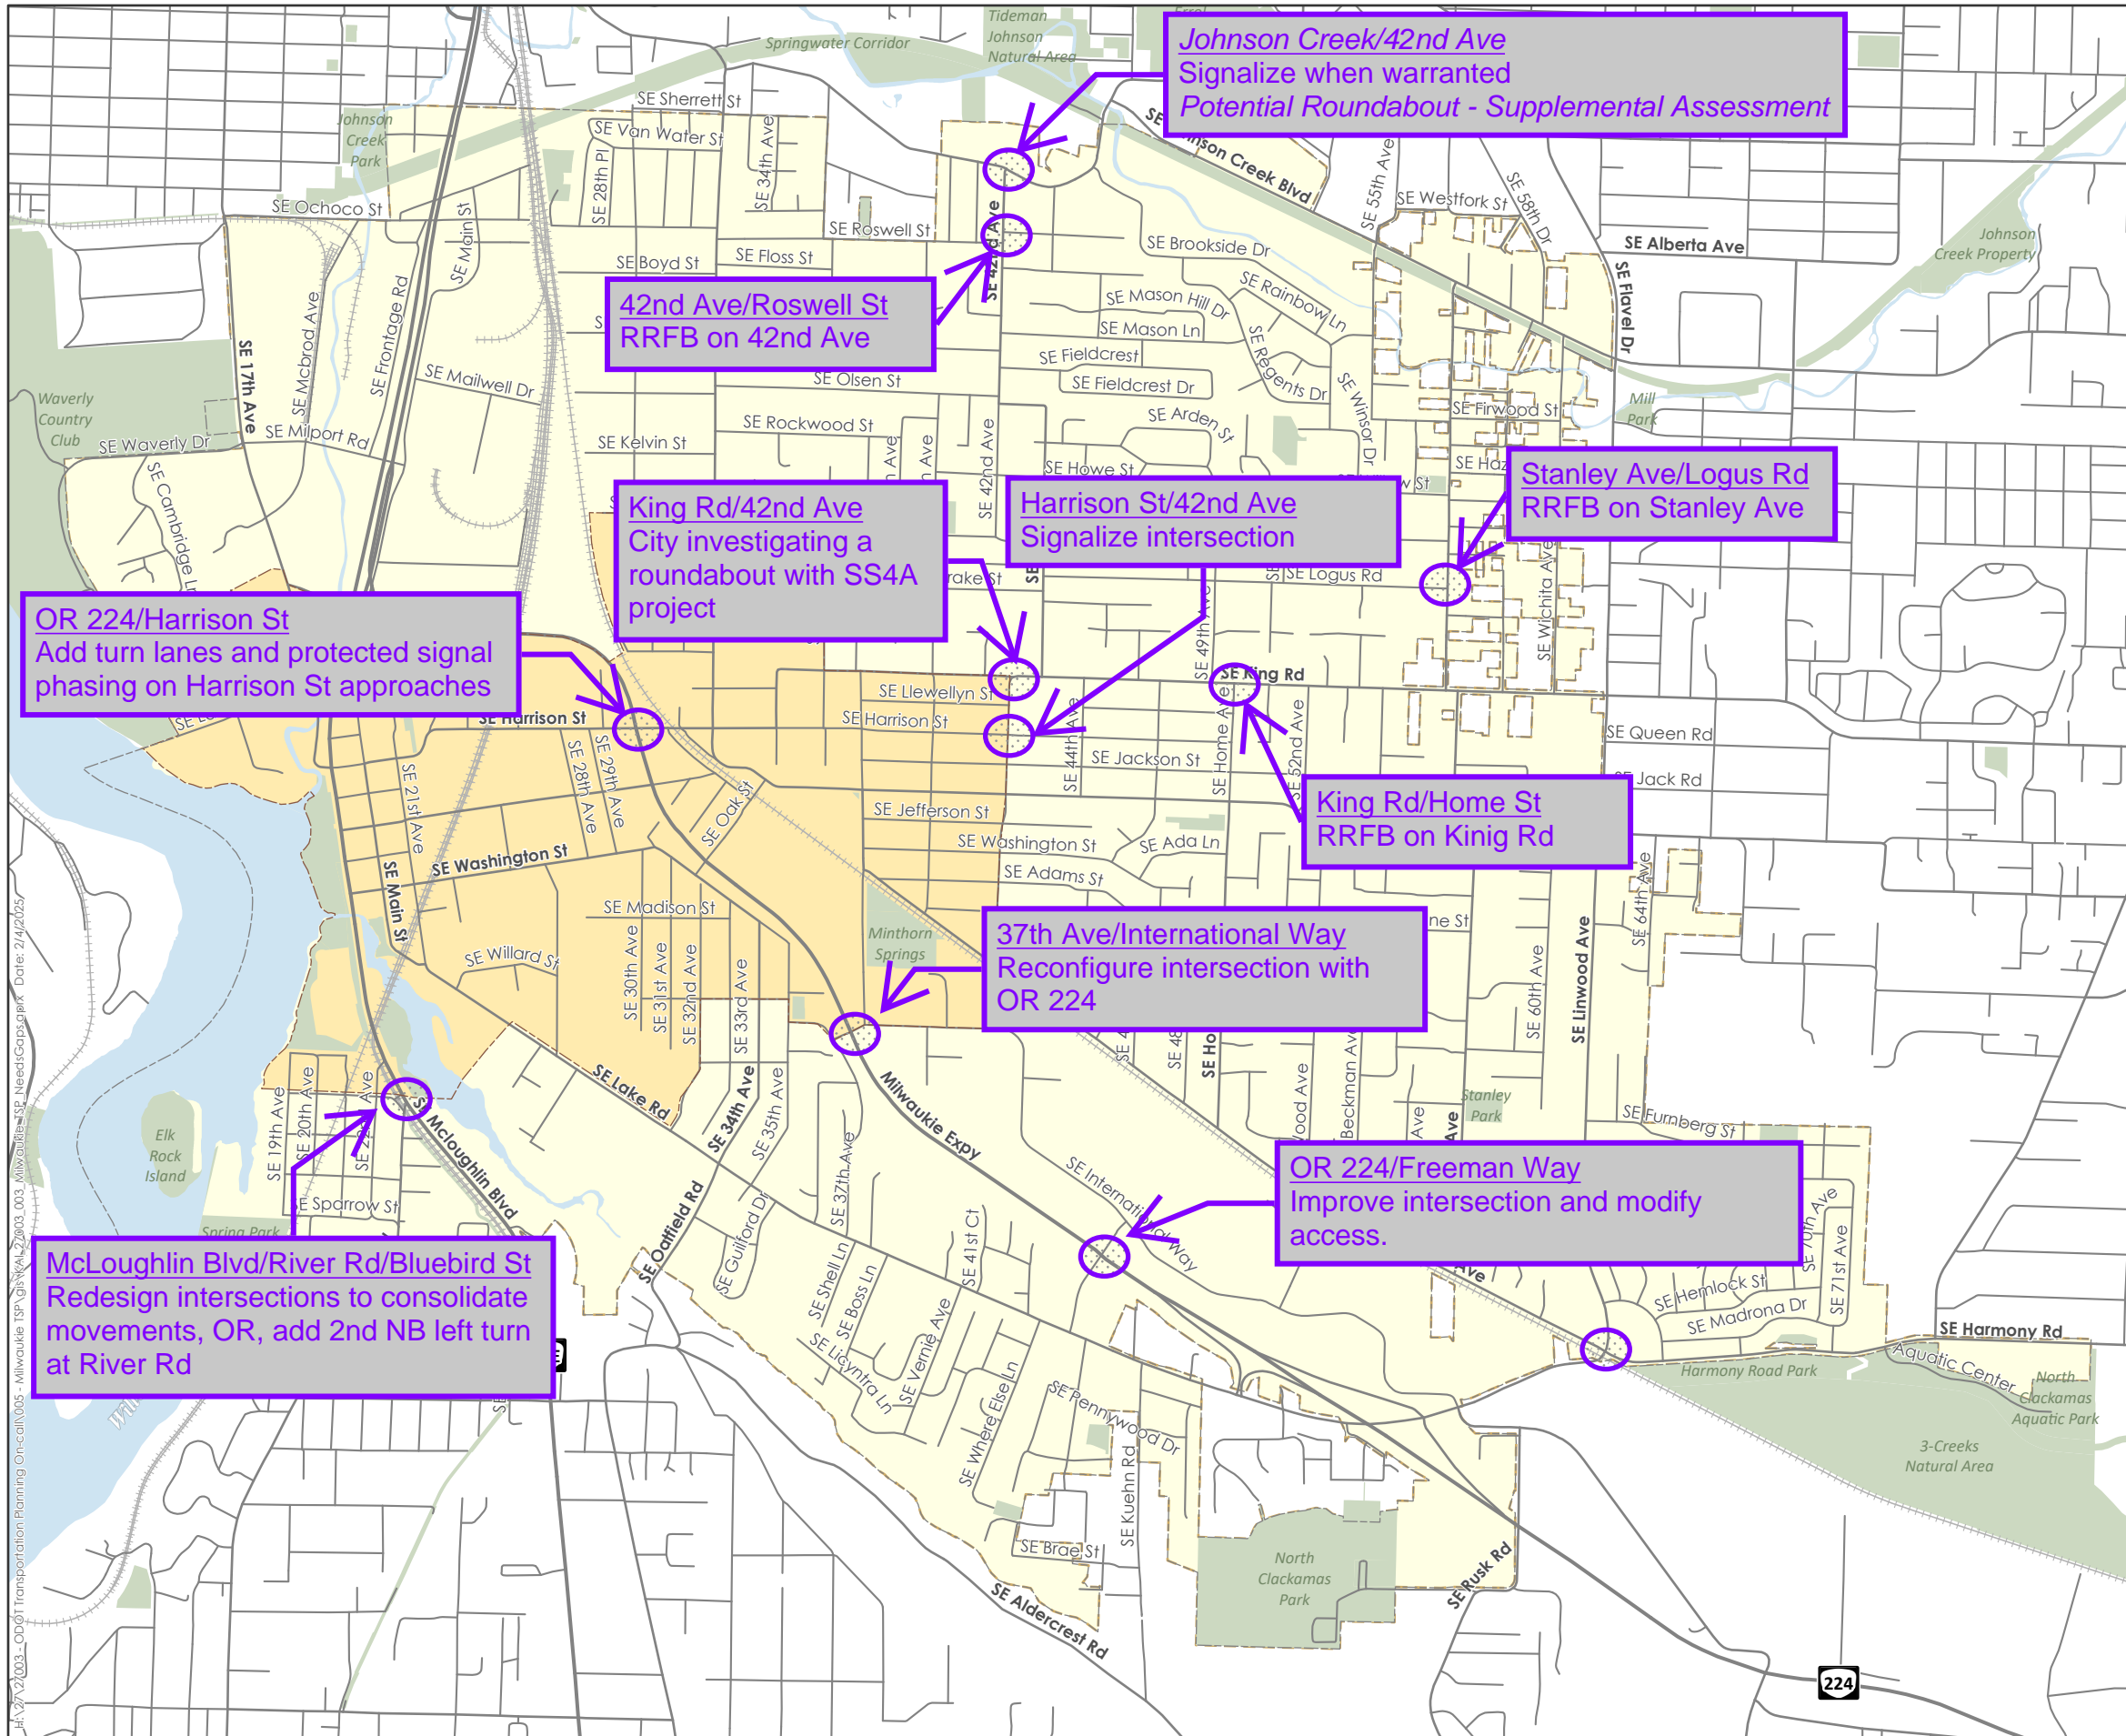 Tideman
Johnson
Natural Area
Springwater Corridor
Johnson Creek/42nd Ave
Signalize when warranted
Potential Roundabout - Supplemental Assessment
SE Sherrett St
Johnson
Creek
Park
SE Van Water St
SE 34th Ave
SE 28th Pl
SE 55th Ave
SE Westfork St
SE 58th Dr
SE Ochoco St
SE Main St
SE Roswell St
SE Alberta Ave
Johnson
Creek Property
SE Boyd St
SE Floss St
SE Brookside Dr
SE Flavel Dr
42nd Ave/Roswell St
RRFB on 42nd Ave
SE Mason Hill Dr
SE Rainbow Ln
SE Mason Ln
SE Regents Dr
SE Fieldcrest
SE Fieldcrest Dr
SE Olsen St
SE Winsor Dr
SE 17th Ave
SE Mcbrod Ave
SE Frontage Rd
SE Mailwell Dr
Waverly
Country
Club
SE Waverly Dr
SE Milport Rd
SE Rockwood St
SE Kelvin St
SE Arden St
SE Firwood St
Mill
Park
SE Howe St
SE 42nd Ave
SE Cambridge Ln
King Rd/42nd Ave
City investigating a
roundabout with SS4A
project
Harrison St/42nd Ave
Signalize intersection
Stanley Ave/Logus Rd
RRFB on Stanley Ave
SE Logus Rd
SE Wichita Ave
SE 49th Ave
OR 224/Harrison St
Add turn lanes and protected signal
phasing on Harrison St approaches
SE King Rd
SE Llewellyn St
SE Harrison St
SE Harrison St
SE 44th Ave
SE Home Ave
SE 52nd Ave
SE Queen Rd
SE Jackson St
SE Jack Rd
SE 21st Ave
SE 28th Ave
SE 29th Ave
SE Oak St
SE Jefferson St
King Rd/Home St
RRFB on Kinig Rd
SE Washington St
SE Washington St
SE Ada Ln
SE Adams St
SE Main St
SE 64th Ave
SE Madison St
Minthorn
Springs
37th Ave/International Way
Reconfigure intersection with
OR 224
SE Willard St
SE 30th Ave
SE 31st Ave
SE 32nd Ave
SE 33rd Ave
SE 60th Ave
SE Linwood Ave
SE Lake Rd
SE 34th Ave
SE 35th Ave
SE 37th Ave
Milwaukie Expy
Stanley
Park
SE Furnberg St
Elk
Rock
Island
SE 19th Ave
SE 20th Ave
SE Mcloughlin Blvd
SE Sparrow St
Spring Park
SE International Way
OR 224/Freeman Way
Improve intersection and modify
access.
SE 70th Ave
SE 71st Ave
SE Hemlock St
SE Madrona Dr
McLoughlin Blvd/River Rd/Bluebird St
Redesign intersections to consolidate
movements, OR, add 2nd NB left turn
at River Rd
SE Oatfield Rd
SE Guilford Dr
SE Shell Ln
SE Boss Ln
SE 41st Ct
SE Vernie Ave
SE Licyntra Ln
SE Where Else Ln
SE Pennywood Dr
SE Kuehn Rd
SE Harmony Rd
Harmony Road Park
Aquatic Center
North
Clackamas
Aquatic Park
3-Creeks
Natural Area
SE Brae St
North
Clackamas
Park
SE Rusk Rd
SE Aldercrest Rd
224